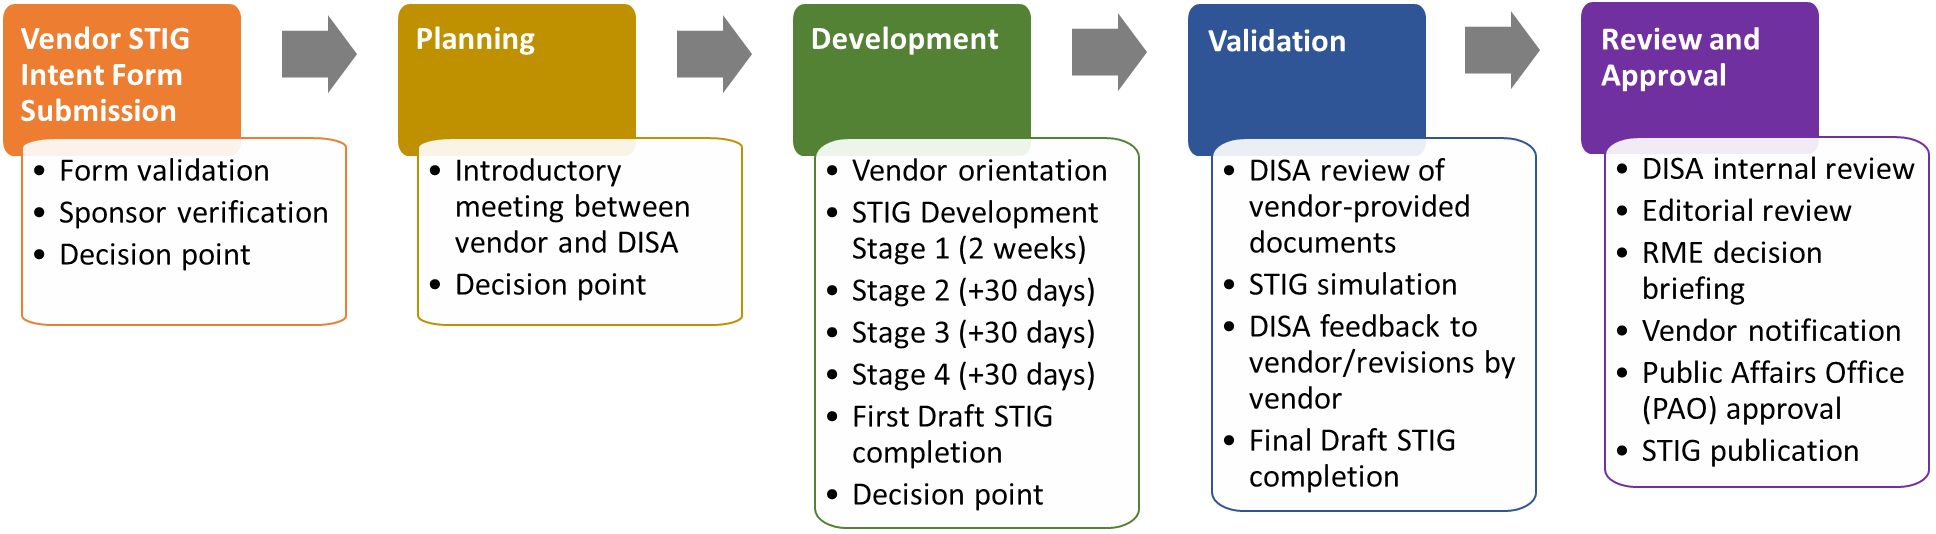 Vendor STIG
Intent Form
Submission
• Form validation
• Sponsor verification
• Decision point
Planning
• Introductory
meeting between
vendor and DISA
• Decision point
Development
• Vendor orientation
• STIG Development
Stage 1 (2 weeks)
• Stage 2 (+30 days)
• Stage 3 (+30 days)
• Stage 4 (+30 days)
• First Draft STIG
completion
• Decision point
Validation
• DISA review of
vendor-provided
documents
• STIG simulation
• DISA feedback to
vendor/revisions by
vendor
• Final Draft STIG
completion
Review and
Approval
• DISA internal review
• Editorial review
• RME decision
briefing
• Vendor notification
• Public Affairs Office
(PAO) approval
• STIG publication